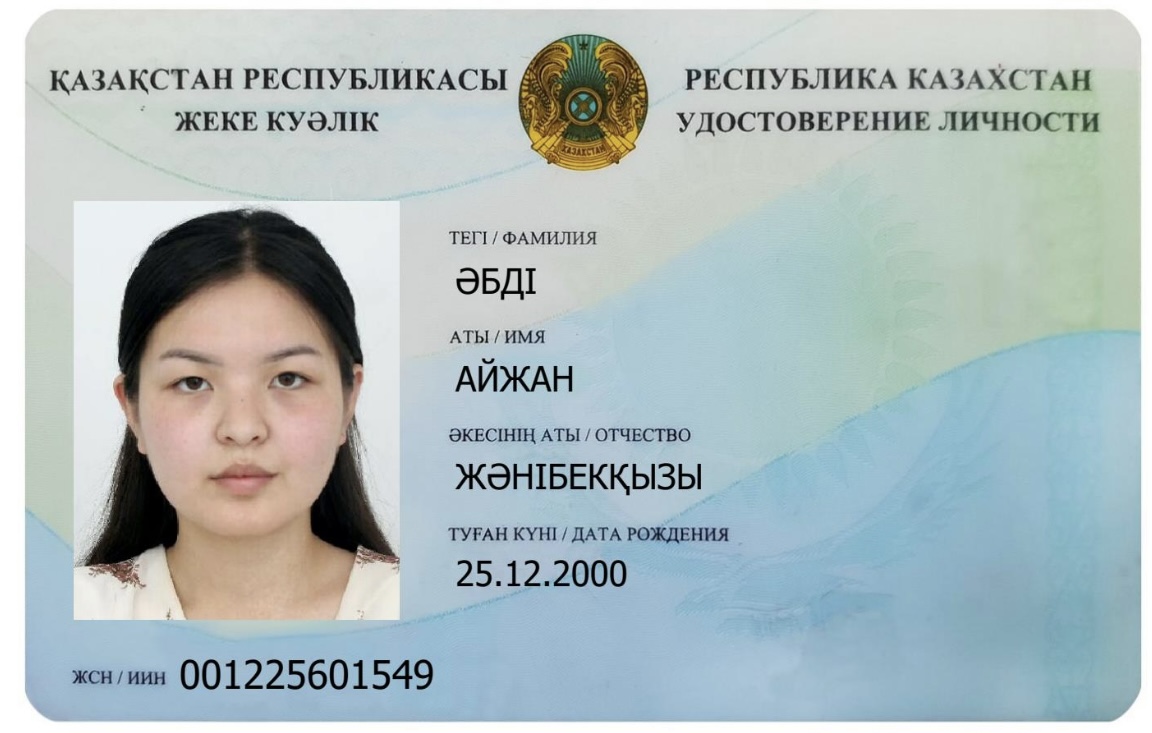 ҚАЗАҚСТАН РЕСПУБЛИКАСЫ
ЖЕКЕ КУӘЛІК
РЕСПУБЛИКА КАЗАХСТАН
УДОСТОВЕРЕНИЕ ЛИЧНОСТИ
ҚАЗАҚСТАН
ТЕГІ / ФАМИЛИЯ
ӘБДІ
АТЫ / ИМЯ
АЙЖАН
ӘКЕСІНІҢ АТЫ / ОТЧЕСТВО
ЖӘНІБЕКҚЫЗЫ
ТУҒАН КҮНІ / ДАТА РОЖДЕНИЯ
25.12.2000
ЖСН / ИИН 001225601549